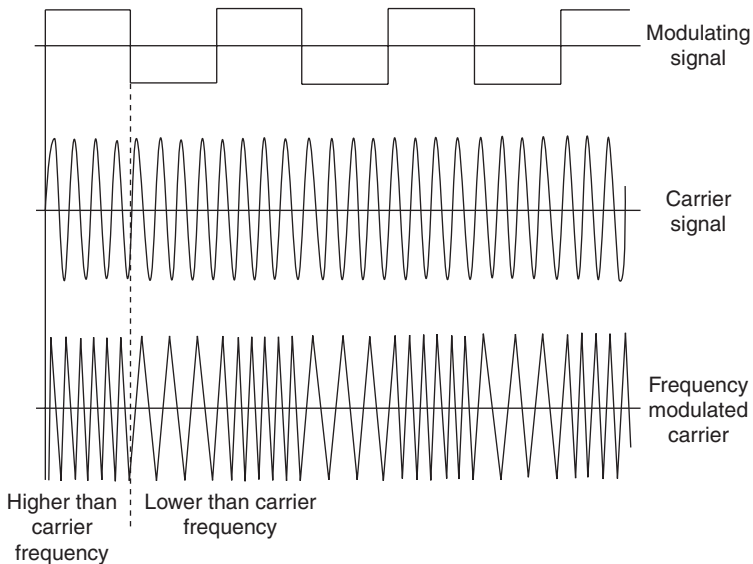 Modulating
signal
Carrier
signal
Frequency
modulated
carrier
Higher than
carrier
frequency
Lower than carrier
frequency